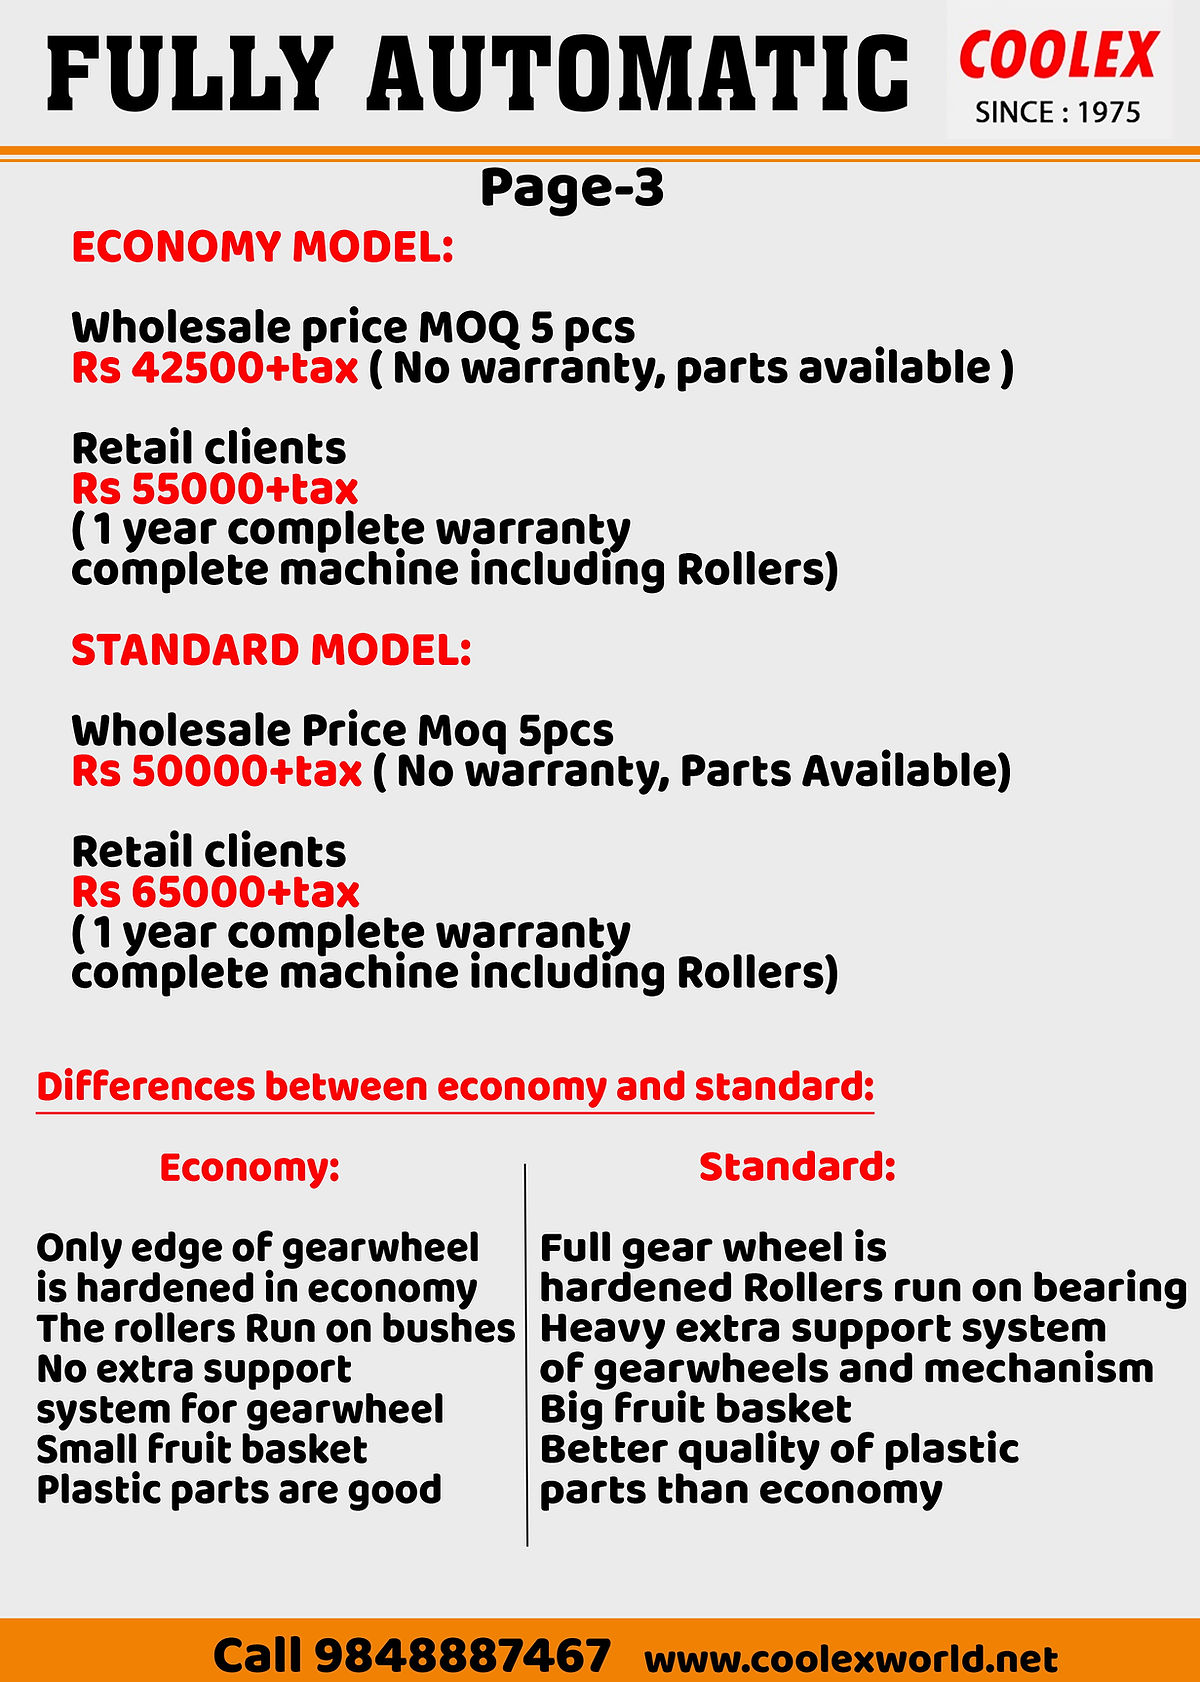 FULLY AUTOMATIC
COOLEX
SINCE : 1975
Page-3
ECONOMY MODEL:
Wholesale price MOQ 5 pcs
Rs 42500+tax ( No warranty, parts available )
Retail clients
Rs 55000+tax
( 1 year complete warranty
complete machine including Rollers)
STANDARD MODEL:
Wholesale Price Moq 5pcs
Rs 50000+tax ( No warranty, Parts Available)
Retail clients
Rs 65000+tax
( 1 year complete warranty
complete machine including Rollers)
Differences between economy and standard:
Economy:
Only edge of gearwheel
is hardened in economy
The rollers Run on bushes
No extra support
system for gearwheel
Small fruit basket
Plastic parts are good
Standard:
Full gear wheel is
hardened Rollers run on bearing
Heavy extra support system
of gearwheels and mechanism
Big fruit basket
Better quality of plastic
parts than economy
Call 9848887467 www.coolexworld.net